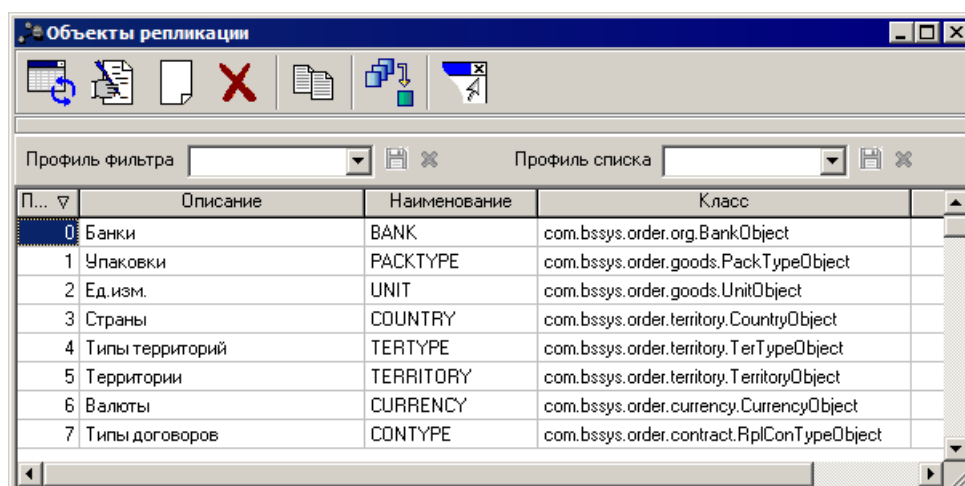 Объекты репликации
Профиль фильтра Профиль списка
П... Описание Наименование Класс
0 Банки BANK com.bssys.order.org.BankObject
1 Упаковки PACKTYPE com.bssys.order.goods.PackTypeObject
2 Ед.изм. UNIT com.bssys.order.goods.UnitObject
3 Страны COUNTRY com.bssys.order.territory.CountryObject
4 Типы территорий TERTYPE com.bssys.order.territory.TerTypeObject
5 Территории TERRITORY com.bssys.order.territory.TerritoryObject
6 Валюты CURRENCY com.bssys.order.currency.CurrencyObject
7 Типы договоров CONTYPE com.bssys.order.contract.RplConTypeObject